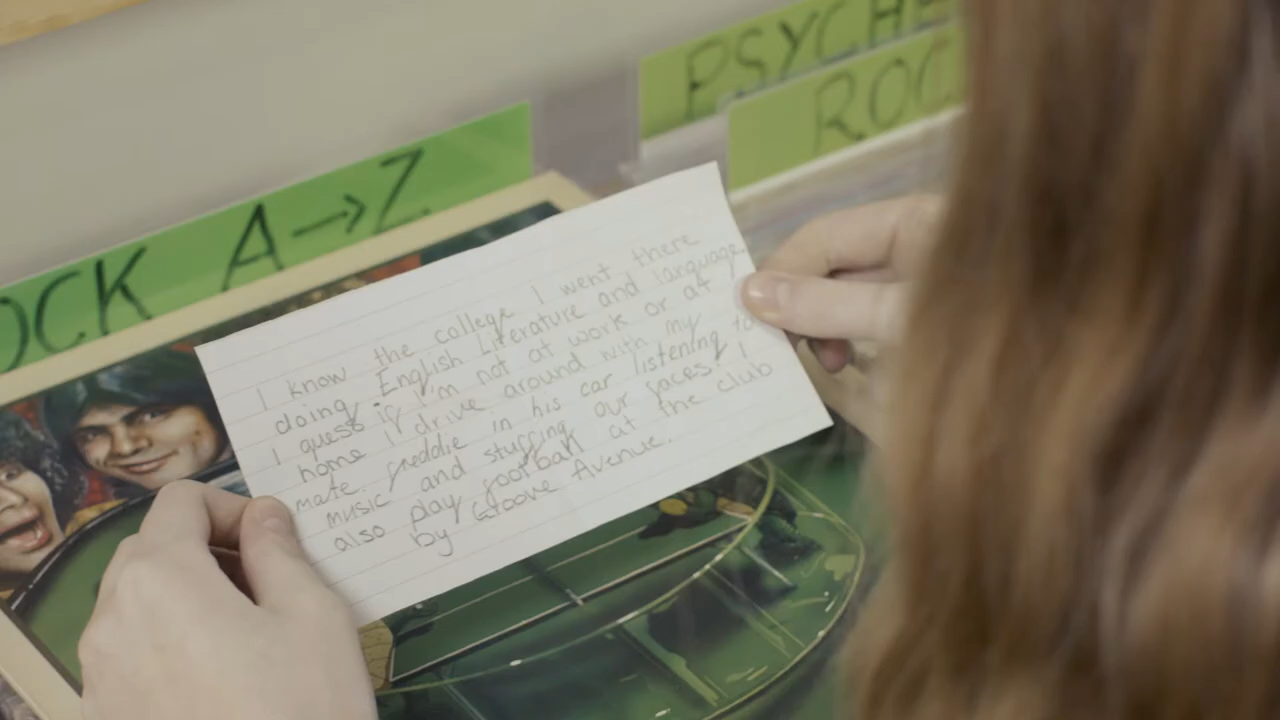 PSYCHE
ROC
OCK A→Z
I know the college I went there
doing English Literature and language.
I guess if I'm not at work or at
home I drive around with my
mate freddie in his car listening to
music and stuffing our faces! I
also play football at the club
by Groove Avenue.